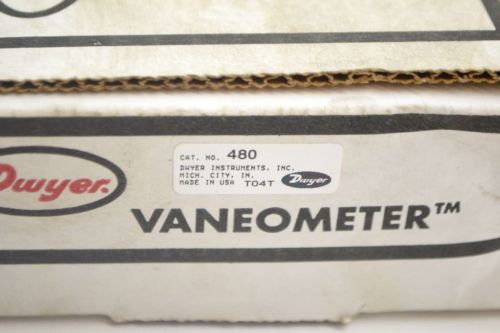 CAT. NO. 480
DWYER INSTRUMENTS, INC.
MICH. CITY, IN.
MADE IN USA T04T Dwyer
Dwyer.
VANEOMETER™